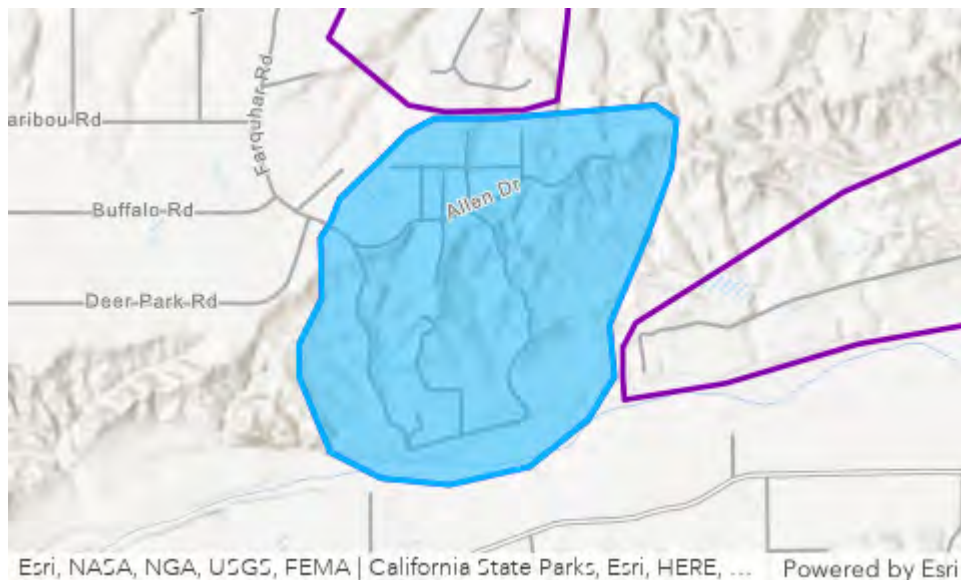 Farquhar Rd
aribou Rd
Allan Dr
Buffalo Rd
Deer-Park Rd
Esri, NASA, NGA, USGS, FEMA | California State Parks, Esri, HERE, ... Powered by Esri